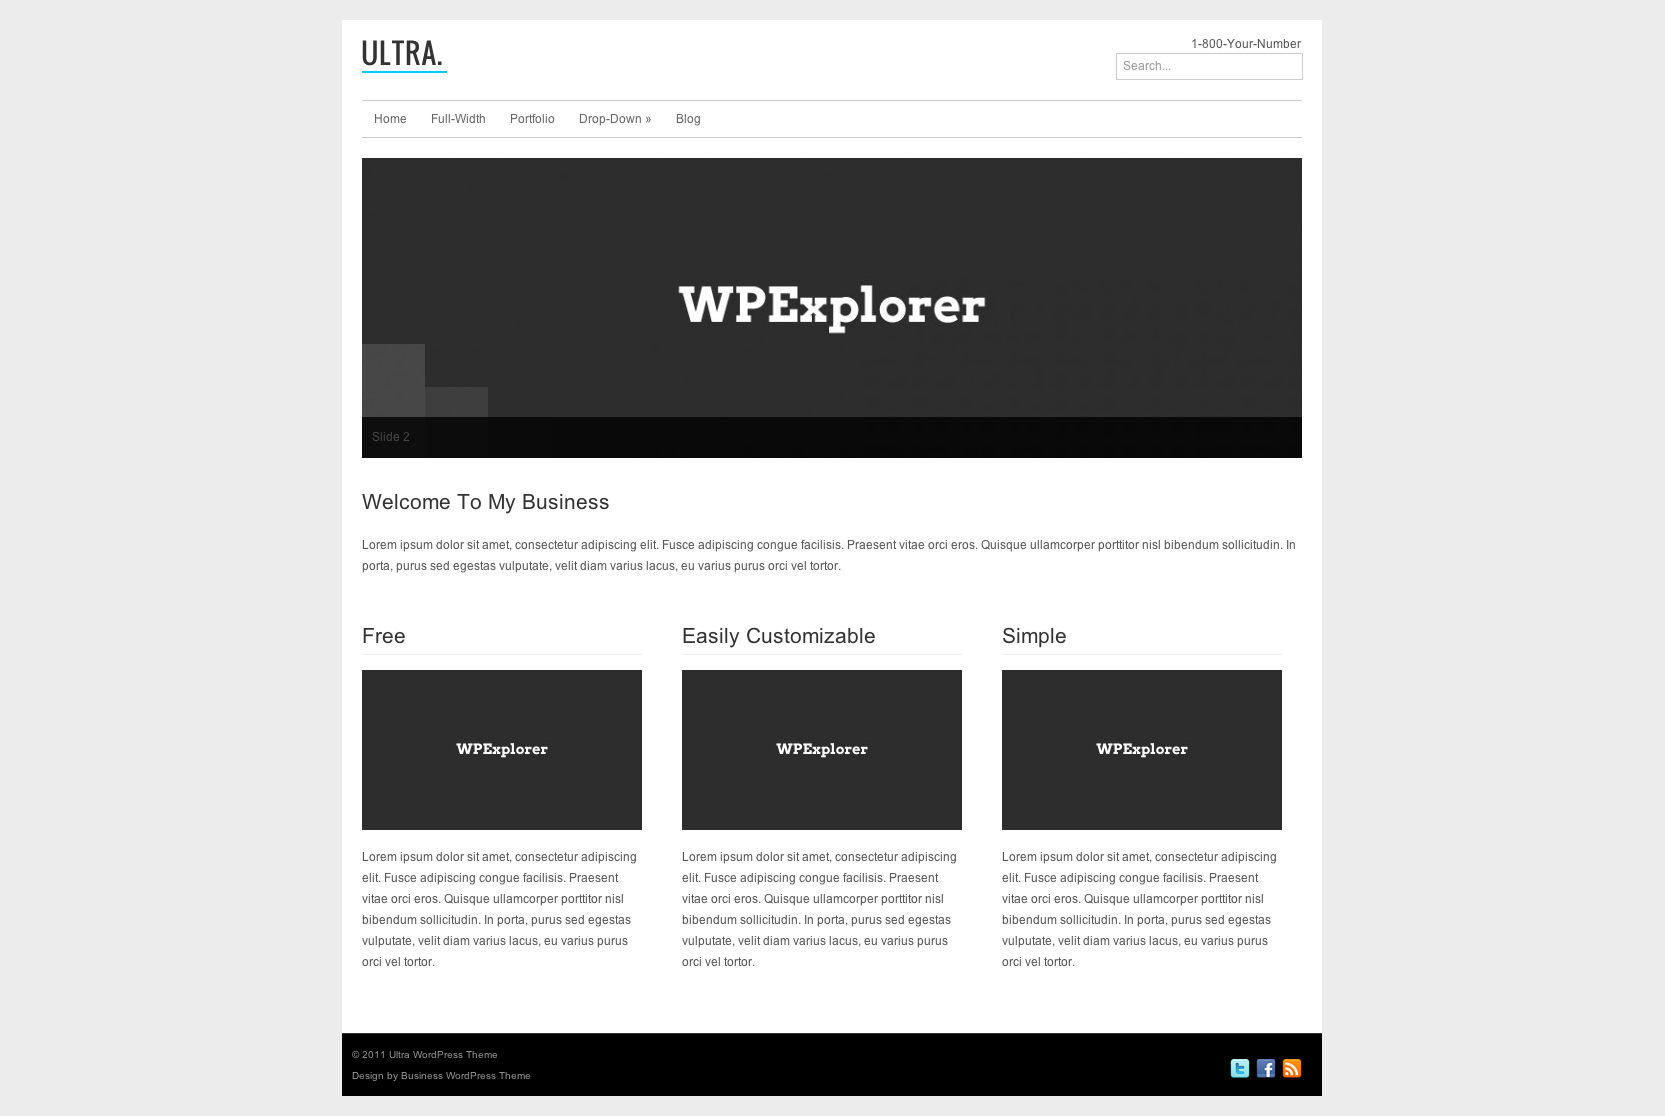 ULTRA.
1-800-Your-Number
Search...
Home Full-Width Portfolio Drop-Down » Blog
WPExplorer
Slide 2
Welcome To My Business
Lorem ipsum dolor sit amet, consectetur adipiscing elit. Fusce adipiscing congue facilisis. Praesent vitae orci eros. Quisque ullamcorper porttitor nisl bibendum sollicitudin. In
porta, purus sed egestas vulputate, velit diam varius lacus, eu varius purus orci vel tortor.
Free
WPExplorer
Lorem ipsum dolor sit amet, consectetur adipiscing
elit. Fusce adipiscing congue facilisis. Praesent
vitae orci eros. Quisque ullamcorper porttitor nisl
bibendum sollicitudin. In porta, purus sed egestas
vulputate, velit diam varius lacus, eu varius purus
orci vel tortor.
Easily Customizable
WPExplorer
Lorem ipsum dolor sit amet, consectetur adipiscing
elit. Fusce adipiscing congue facilisis. Praesent
vitae orci eros. Quisque ullamcorper porttitor nisl
bibendum sollicitudin. In porta, purus sed egestas
vulputate, velit diam varius lacus, eu varius purus
orci vel tortor.
Simple
WPExplorer
Lorem ipsum dolor sit amet, consectetur adipiscing
elit. Fusce adipiscing congue facilisis. Praesent
vitae orci eros. Quisque ullamcorper porttitor nisl
bibendum sollicitudin. In porta, purus sed egestas
vulputate, velit diam varius lacus, eu varius purus
orci vel tortor.
© 2011 Ultra WordPress Theme
Design by Business WordPress Theme